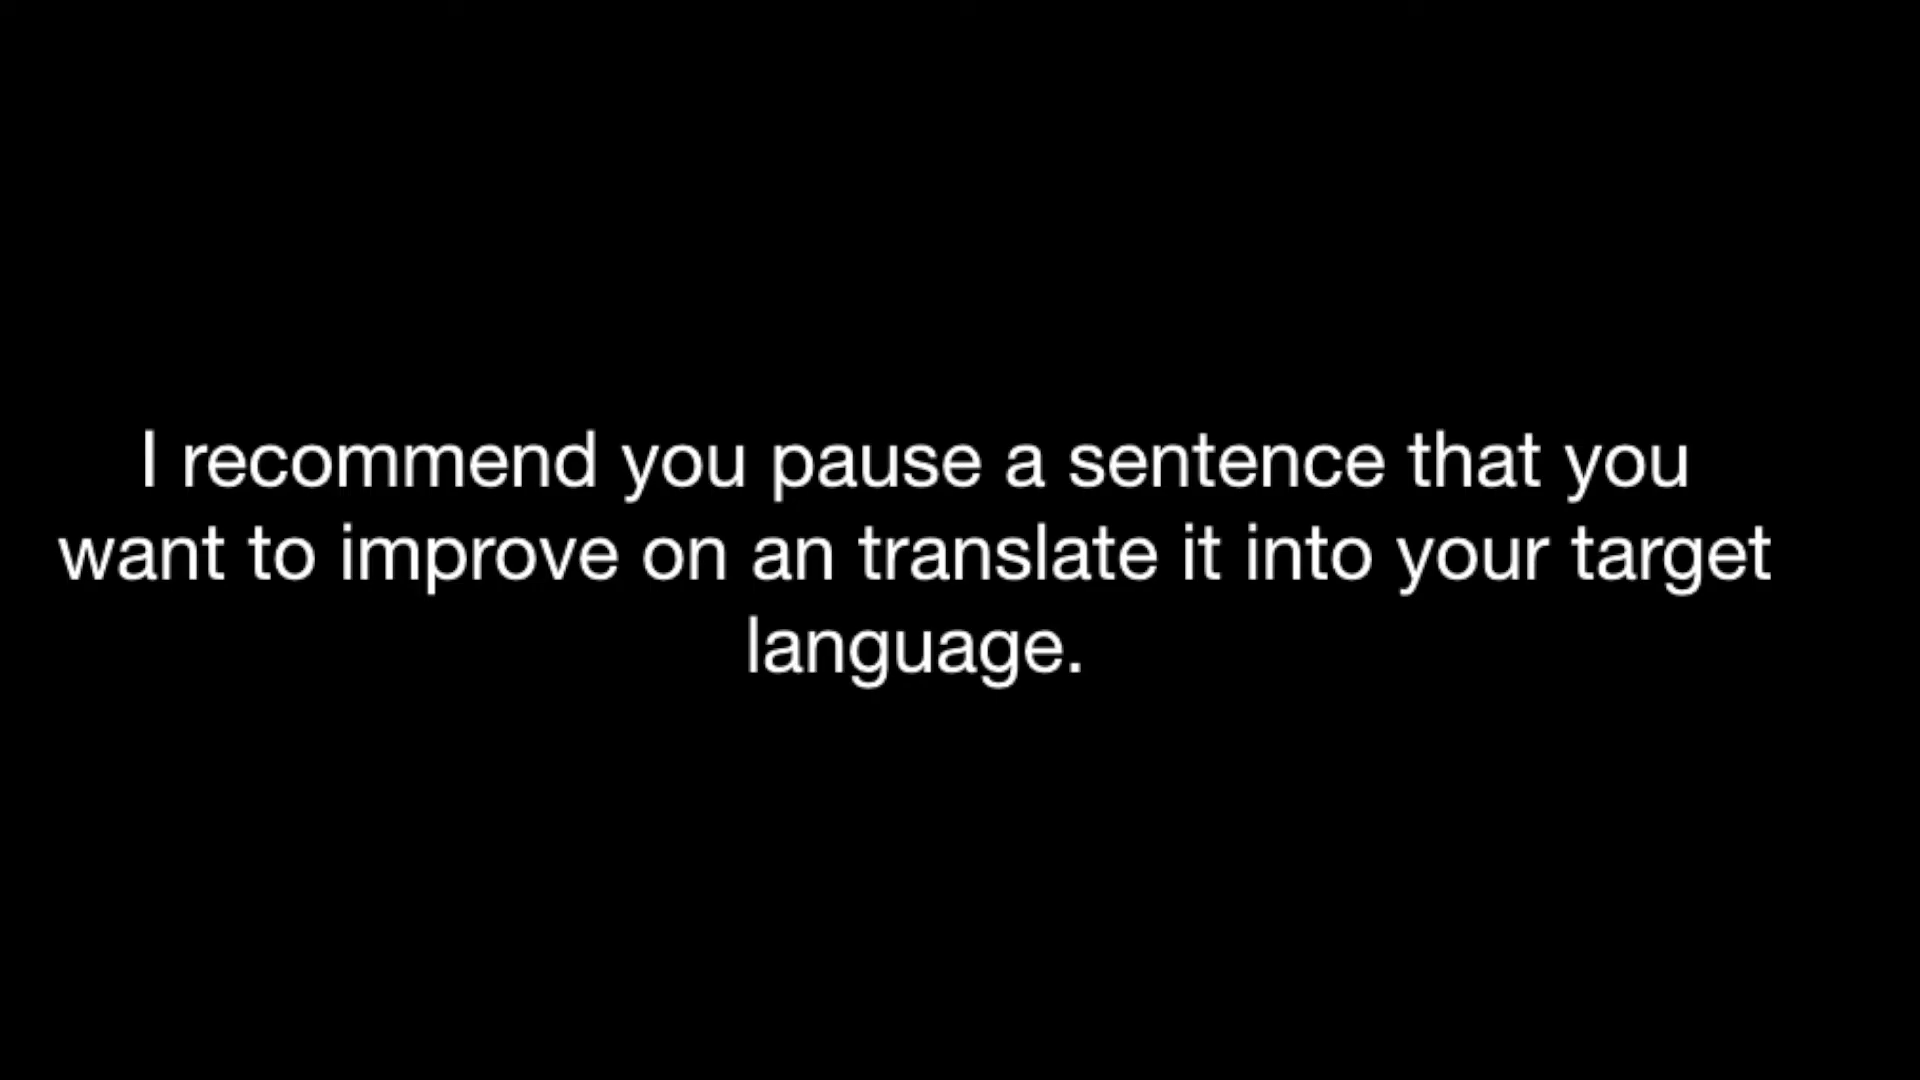 I recommend you pause a sentence that you
want to improve on an translate it into your target
language.